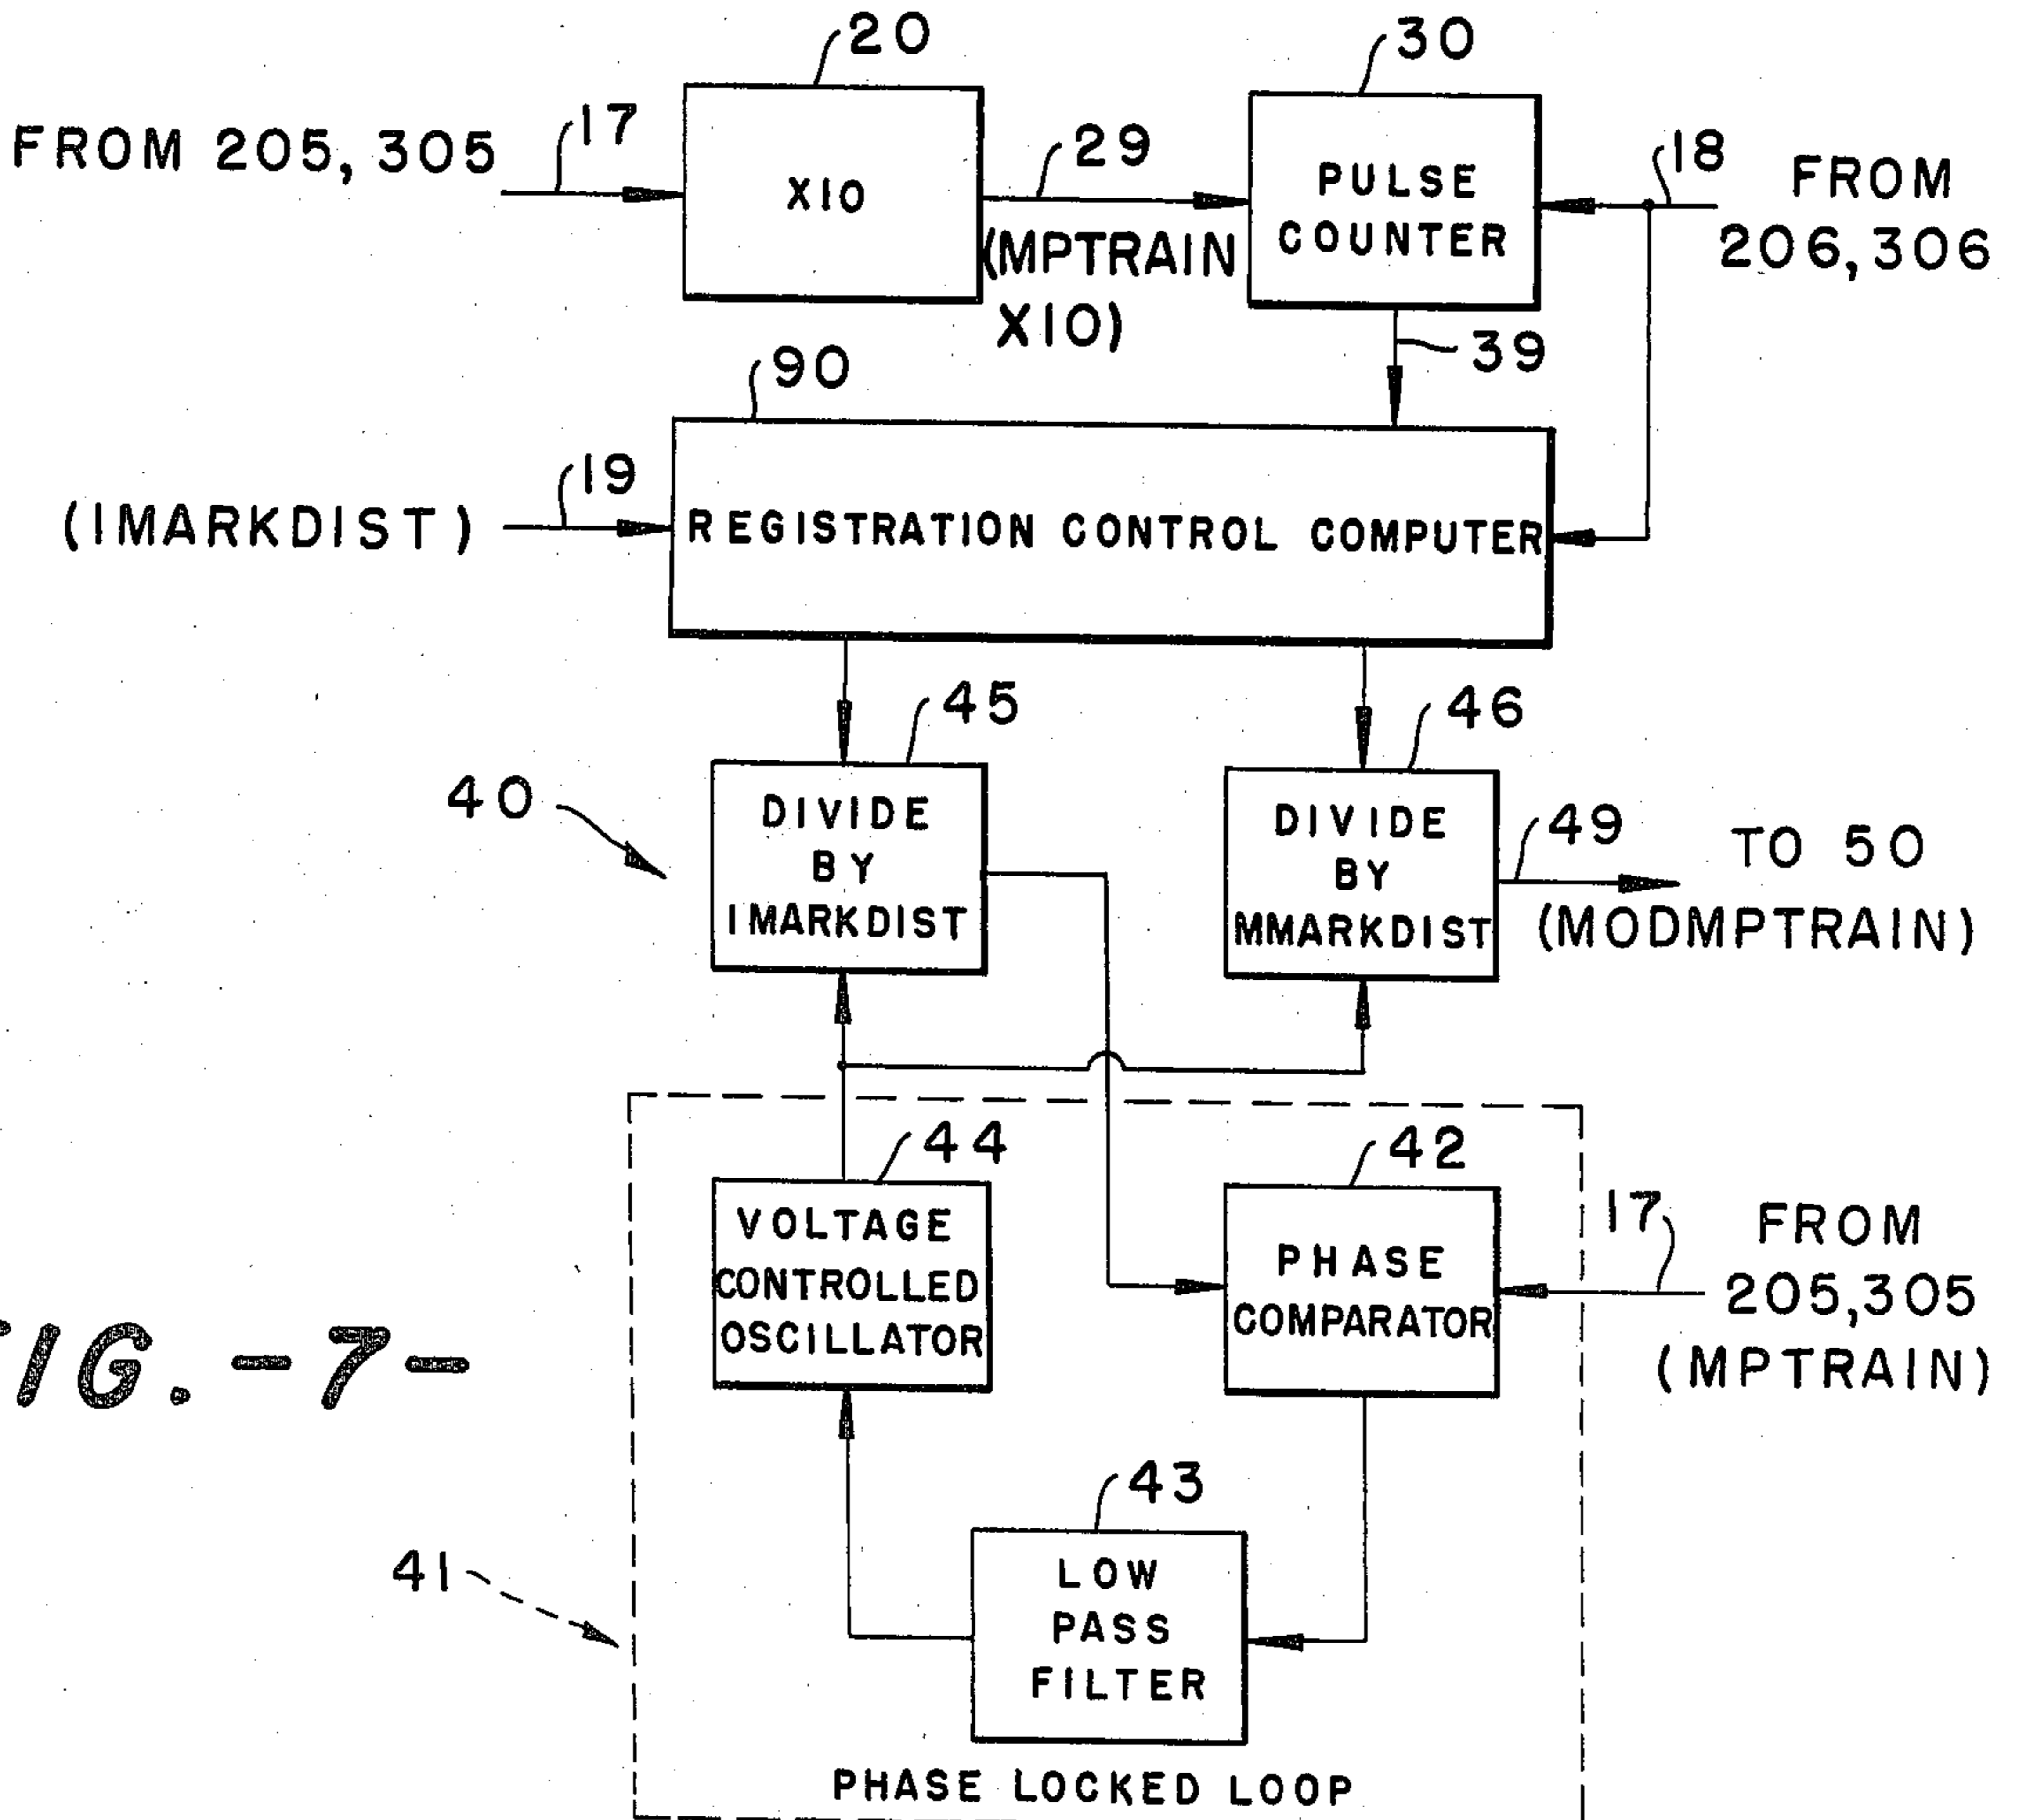 20
30
FROM 205, 305
17
X10
29
(MPTRAIN
X10)
PULSE
COUNTER
18
FROM
206,306
39
90
(IMARKDIST)
19
REGISTRATION CONTROL COMPUTER
45
46
40
DIVIDE
BY
IMARKDIST
DIVIDE
BY
MMARKDIST
49
TO 50
(MODMPTRAIN)
44
42
VOLTAGE
CONTROLLED
OSCILLATOR
PHASE
COMPARATOR
17
FROM
205,305
(MPTRAIN)
FIG. -7-
43
41
LOW
PASS
FILTER
PHASE LOCKED LOOP